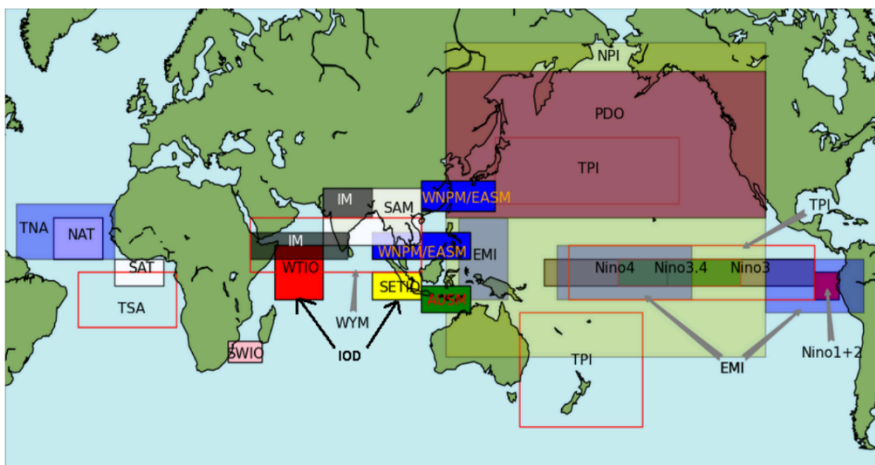 NPI
PDO
TPI
IM
SAM
WNPM/EASM
TPI
TNA
NAT
IM
WNPM/EASM
EMI
SAT
WTIO
Nino4
Nino3.4
Nino3
SETIO
AUSM
TSA
WYM
SWIO
IOD
TPI
EMI
Nino1+2